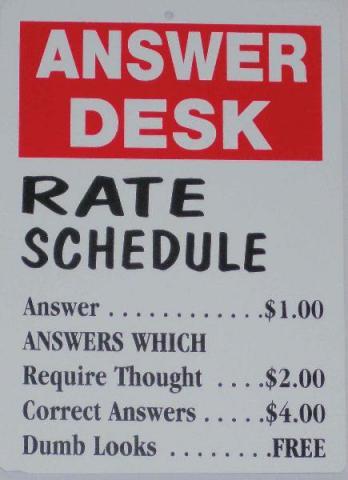 ANSWER
DESK
RATE
SCHEDULE
Answer . . . . . . . . . . . . .$1.00
ANSWERS WHICH
Require Thought . . . .$2.00
Correct Answers . . . . .$4.00
Dumb Looks . . . . . . . .FREE